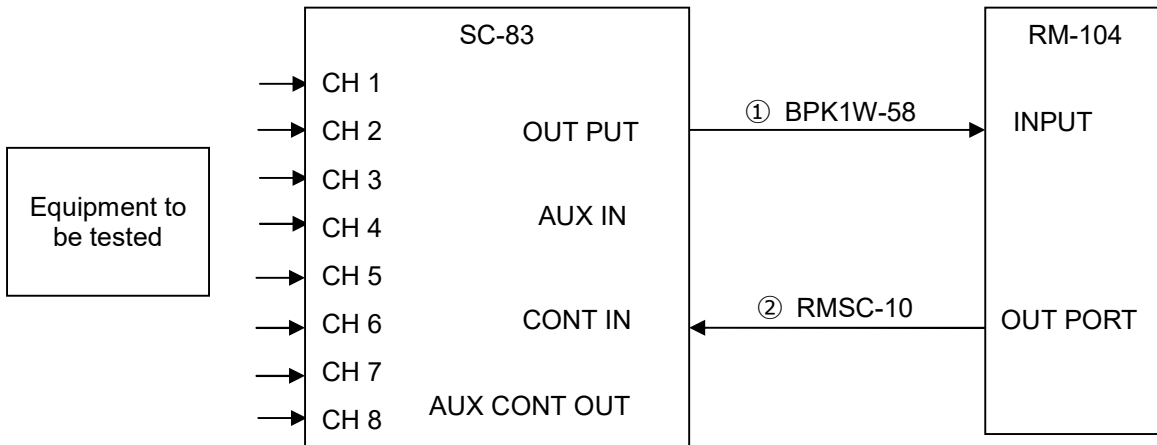 SC-83
RM-104
CH 1
CH 2
CH 3
CH 4
CH 5
CH 6
CH 7
CH 8
OUT PUT
AUX IN
CONT IN
AUX CONT OUT
① BPK1W-58
② RMSC-10
INPUT
OUT PORT
Equipment to
be tested